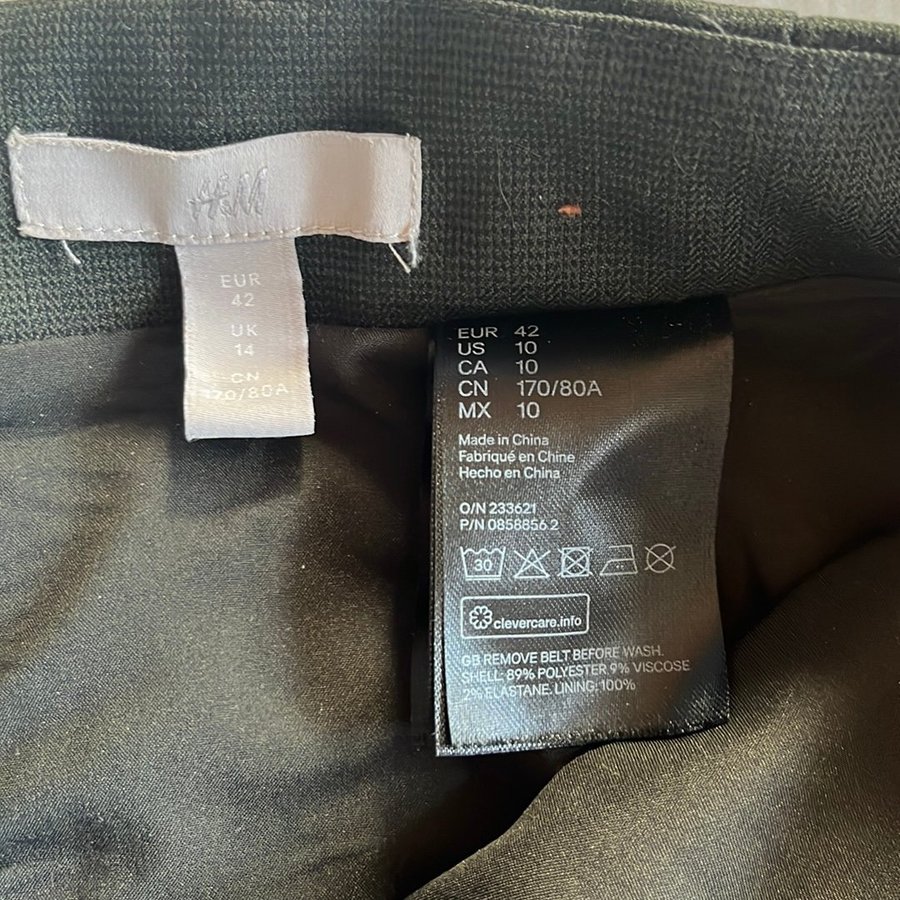 H&M
EUR
42
UK
14
CN
170/80A
EUR 42
US 10
CA 10
CN 170/80A
MX 10
Made in China
Fabriqué en Chine
Hecho en China
O/N 233621
P/N 0858856.2
30
clevercare.info
GB REMOVE BELT BEFORE WASH.
SHELL: 89% POLYESTER 9% VISCOSE
2% ELASTANE. LINING: 100%